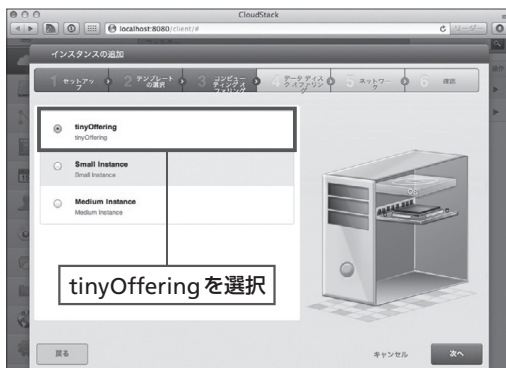 CloudStack
localhost:8080/client/#
リーダー
インスタンスの追加
1 セットアップ
2 テンプレートの選択
3 コンピューティング オファリング
4 データ ディスク オファリング
5 ネットワーク
6 確認
tinyOffering
tinyOffering
Small Instance
Small Instance
Medium Instance
Medium Instance
OS
tinyOfferingを選択
戻る
キャンセル
次へ